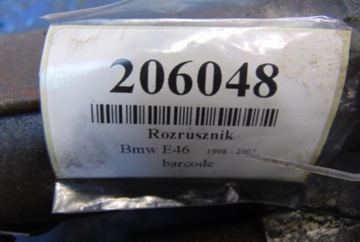 206048
Rozrusznik
Bmw E46 1998 - 2007
barcode